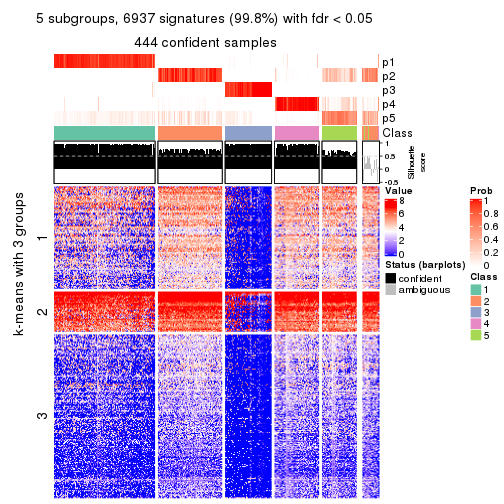 5 subgroups, 6937 signatures (99.8%) with fdr < 0.05
444 confident samples
p1
p2
p3
p4
p5
Class
1
0.5
0
-0.5
Silhouette
score
k-means with 3 groups
1
2
3
Value
8
6
4
2
0
Status (barplots)
confident
ambiguous
Prob
1
0.8
0.6
0.4
0.2
0
Class
1
2
3
4
5